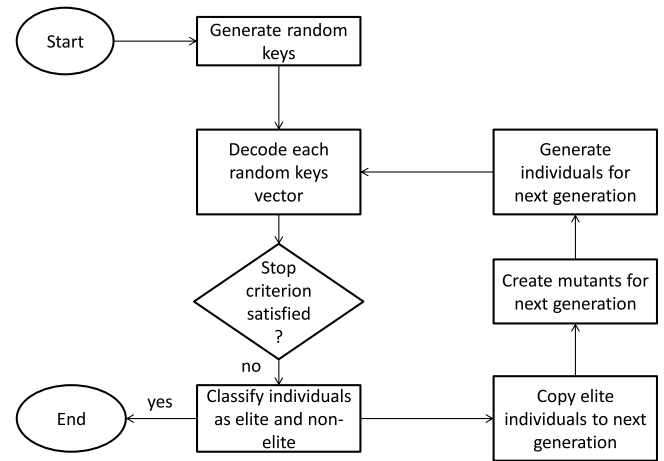 Start
Generate random
keys
Decode each
random keys
vector
Generate
individuals for
next generation
Stop
criterion
satisfied
?
Create mutants for
next generation
no
yes
End
Classify individuals
as elite and non-
elite
Copy elite
individuals to next
generation